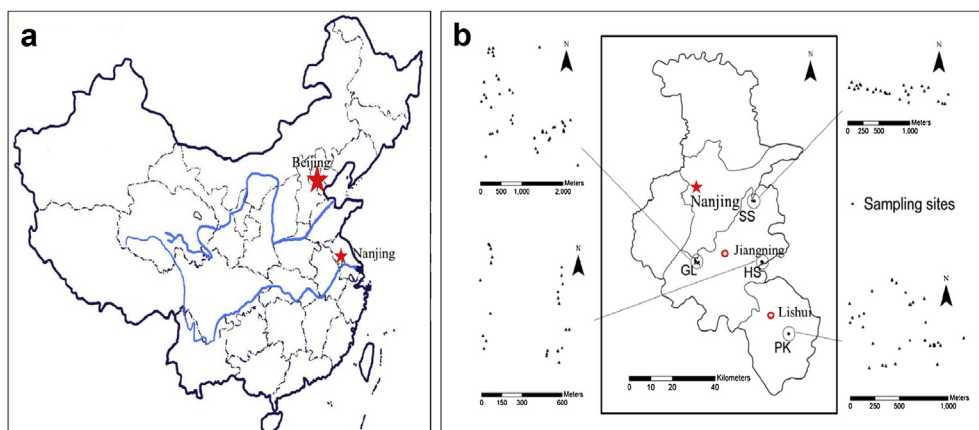 a
Beijing
Nanjing
b
N
0 500 1,000 2,000
Meters
N
0 150 300 600
Meters
N
Nanjing
SS
Jiangning
GL
HS
Lishui
PK
Kilometers
0 10 20 40
N
Meters
0 250 500 1,000
Sampling sites
N
Meters
0 250 500 1,000